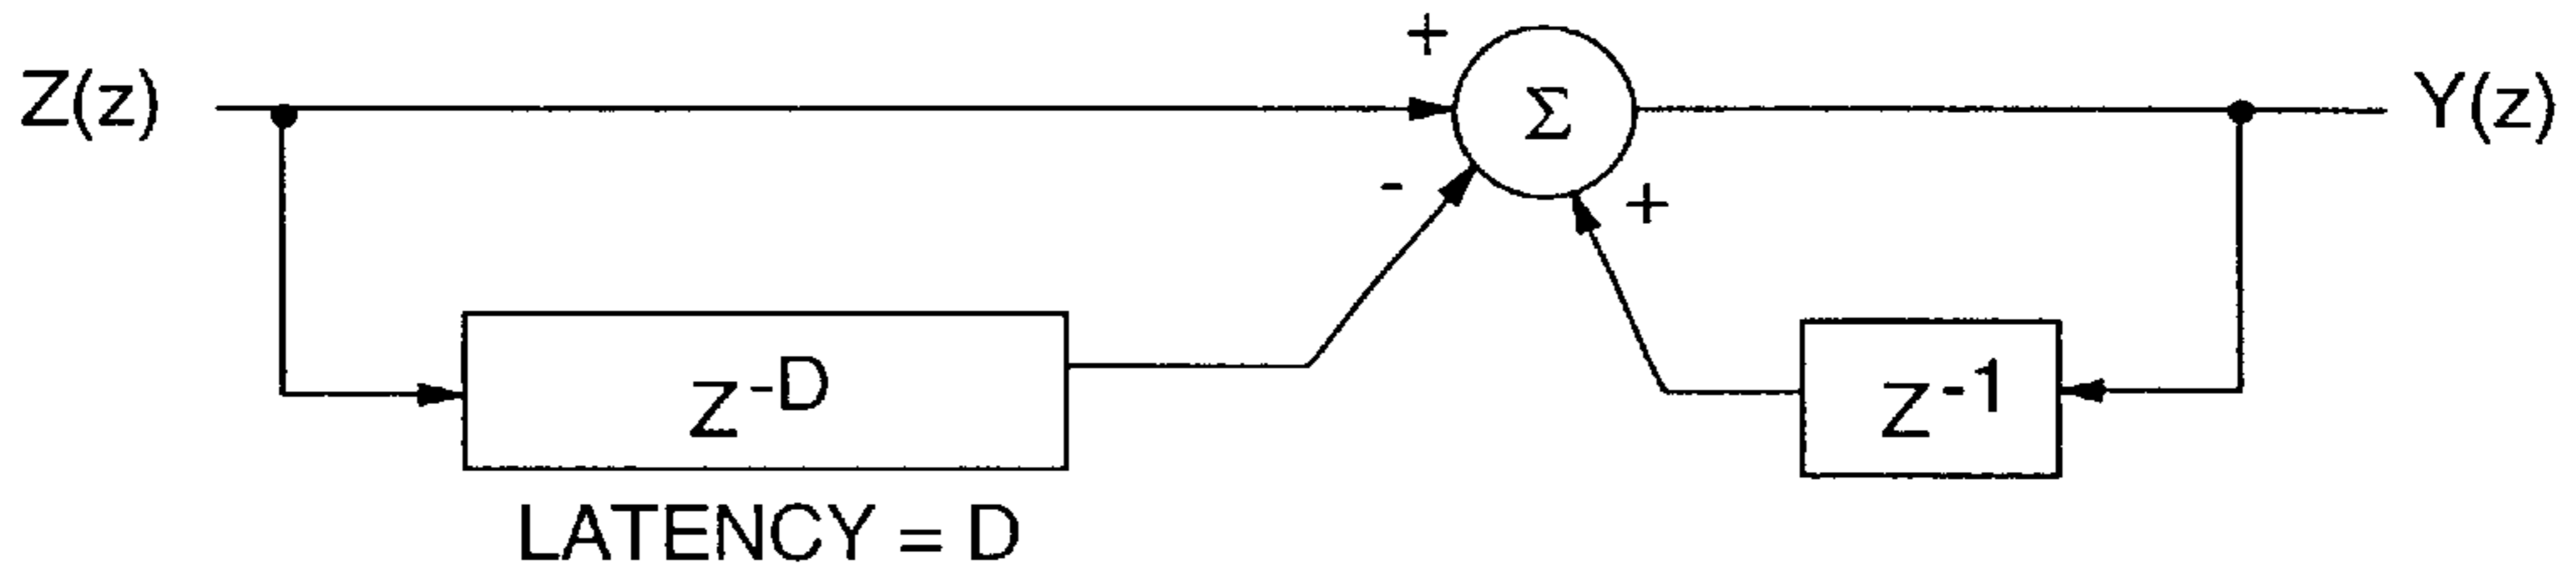 Z(z)
+
Σ
Y(z)
-
+
Z^-D
Z^-1
LATENCY = D